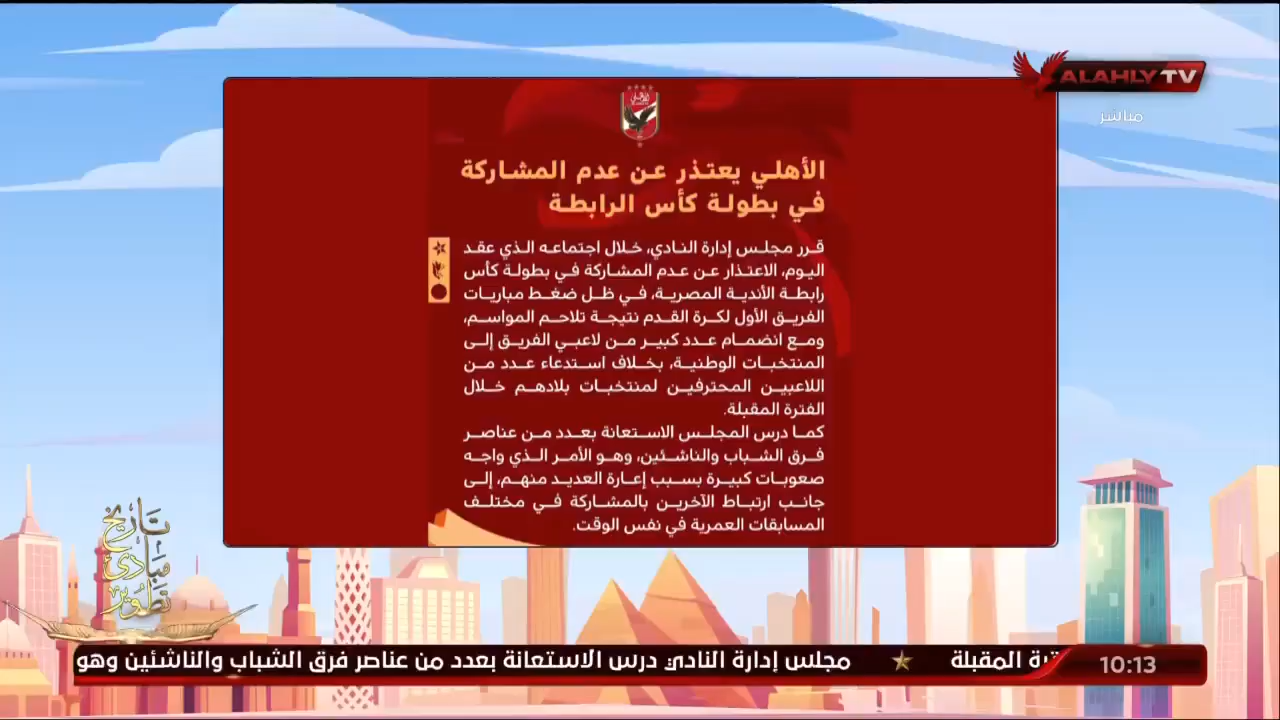 ALAHLY TV
مباشر
الأهلي يعتذر عن عدم المشاركة
في بطولة كأس الرابطة
قرر مجلس إدارة النادي، خلال اجتماعه الذي عقد
اليوم، الاعتذار عن عدم المشاركة في بطولة كأس
رابطة الأندية المصرية، في ظل ضغط مباريات
الفريق الأول لكرة القدم نتيجة تلاحم المواسم،
ومع انضمام عدد كبير من لاعبي الفريق إلى
المنتخبات الوطنية، بخلاف استدعاء عدد من
اللاعبين المحترفين لمنتخبات بلادهم خلال
الفترة المقبلة.
كما درس المجلس الاستعانة بعدد من عناصر
فرق الشباب والناشئين، وهو الأمر الذي واجه
صعوبات كبيرة بسبب إعارة العديد منهم، إلى
جانب ارتباط الآخرين بالمشاركة في مختلف
المسابقات العمرية في نفس الوقت.
تاريخ
مبادئ
تطوير
المقبلة ★ مجلس إدارة النادي درس الاستعانة بعدد من عناصر فرق الشباب والناشئين وهو
10:13